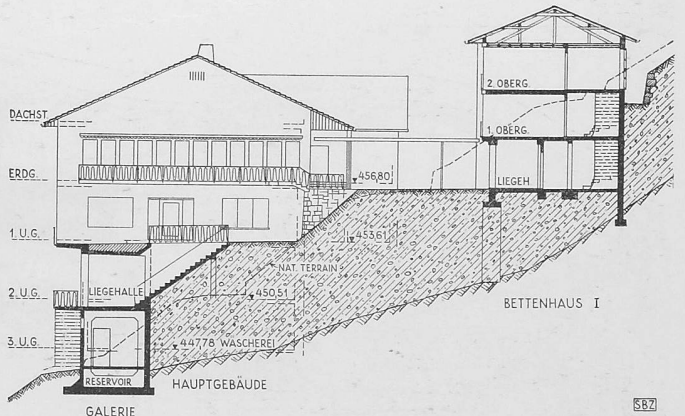 DACHST.
ERDG.
1. U.G.
2. U.G.
3. U.G.
2. OBERG.
1. OBERG.
LIEGEH
456,80
453,61
NAT. TERRAIN
450,51
LIEGEHALLE
447,78 WASCHEREI
RESERVOIR
HAUPTGEBÄUDE
GALERIE
BETTENHAUS I
SBZ